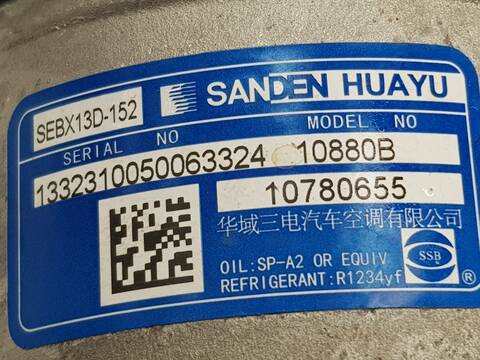 SANDEN HUAYU
SEBX13D-152
SERIAL NO
MODEL NO
1332310050063324
10880B
10780655
华域三电汽车空调有限公司
OIL:SP-A2 OR EQUIV
REFRIGERANT:R1234yf
SSB
®